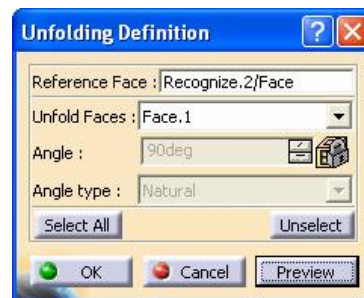 Unfolding Definition
Reference Face : Recognize.2/Face
Unfold Faces : Face.1
Angle : 90deg
Angle type : Natural
Select All Unselect
OK Cancel Preview